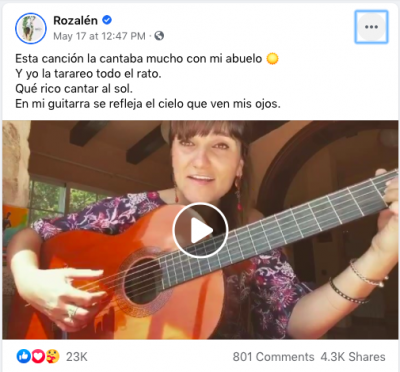 Rozalén
May 17 at 12:47 PM ·
Esta canción la cantaba mucho con mi abuelo
Y yo la tarareo todo el rato.
Qué rico cantar al sol.
En mi guitarra se refleja el cielo que ven mis ojos.
23K 801 Comments 4.3K Shares